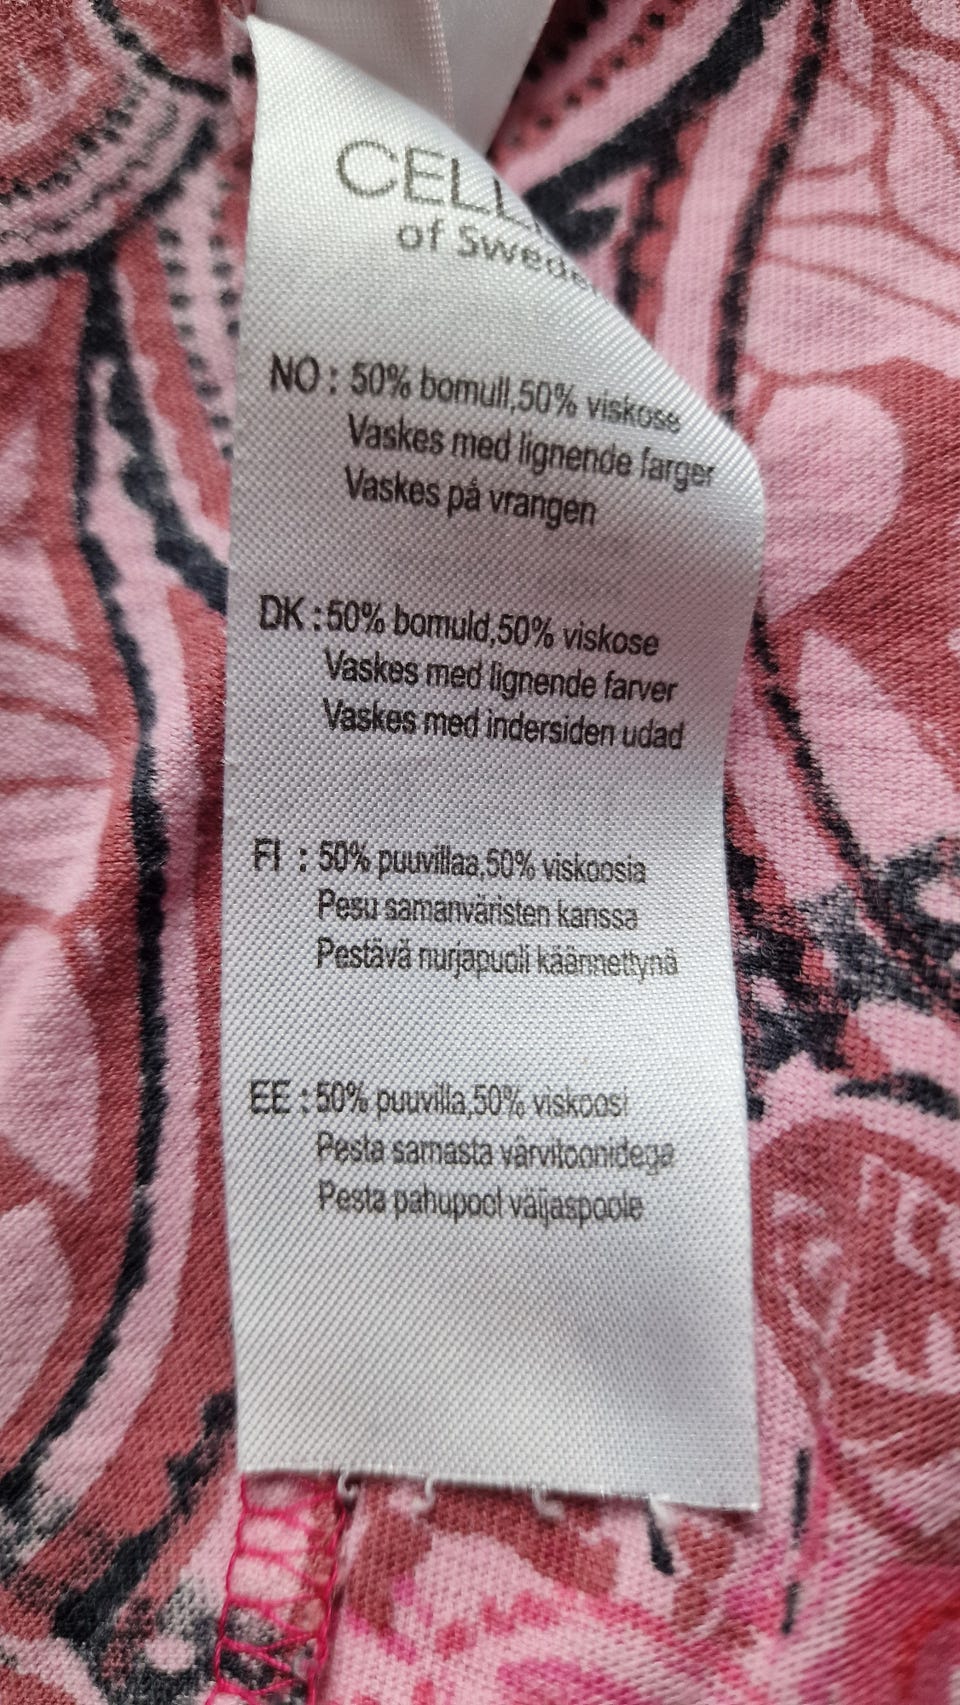 CELL
of Swede
NO : 50% bomull,50% viskose
Vaskes med lignende farger
Vaskes på vrangen
DK : 50% bomuld,50% viskose
Vaskes med lignende farver
Vaskes med indersiden udad
FI : 50% puuvillaa,50% viskoosia
Pesu samanväristen kanssa
Pestävä nurjapuoli käännettynä
EE : 50% puuvilla,50% viskoosi
Pesta samasta värvitoonidega
Pesta pahupool väljaspoole